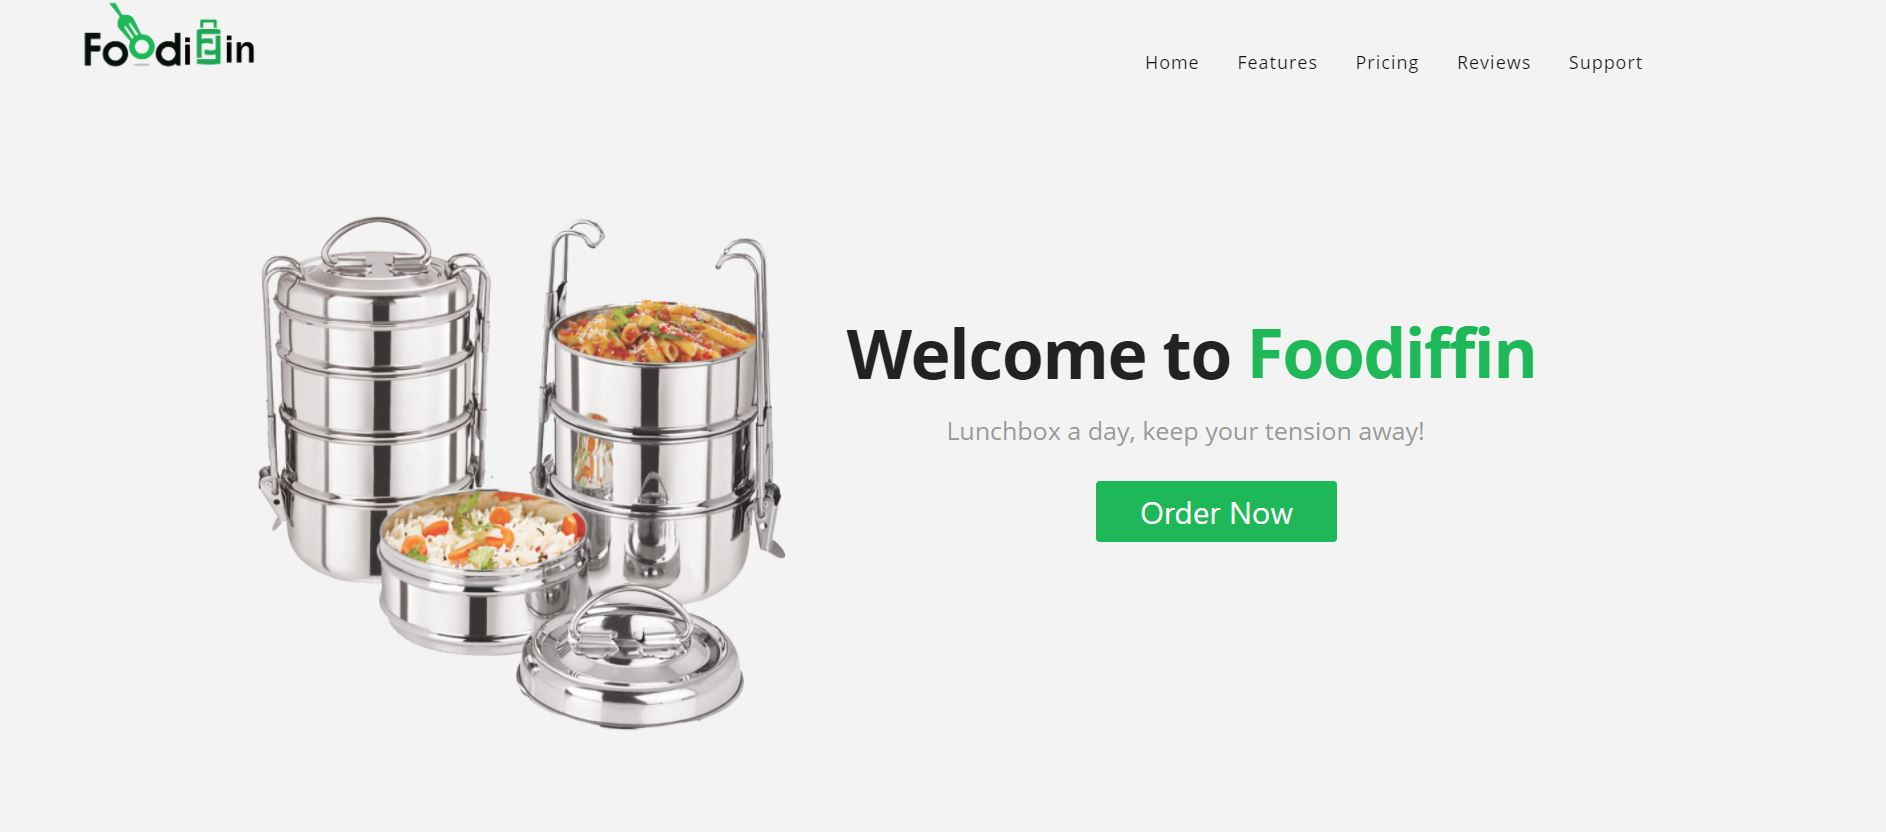 Foodiffin
Home Features Pricing Reviews Support
Welcome to Foodiffin
Lunchbox a day, keep your tension away!
Order Now